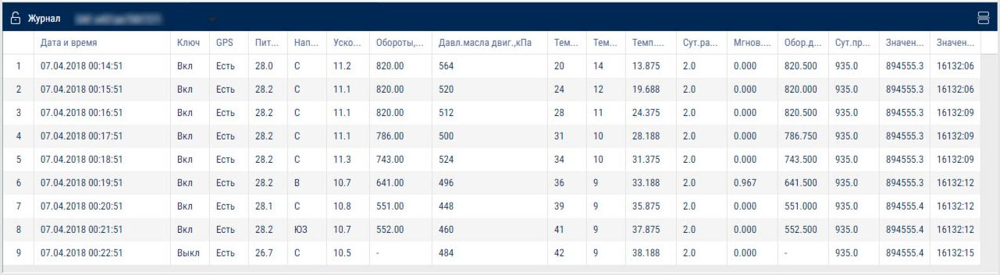 Журнал
Дата и время Ключ GPS Пит... Нап... Уско... Обороты,... Давл.масла двиг.,кПа Тем... Тем... Темп.... Сут.ра... Мгнов.... Обор.д... Сут.пр... Значен... Значен...
1 07.04.2018 00:14:51 Вкл Есть 28.0 С 11.2 820.00 564 20 14 13.875 2.0 0.000 820.500 935.0 894555.3 16132:06
2 07.04.2018 00:15:51 Вкл Есть 28.2 С 11.1 820.00 520 24 12 19.688 2.0 0.000 820.000 935.0 894555.3 16132:06
3 07.04.2018 00:16:51 Вкл Есть 28.2 С 11.1 820.00 512 28 11 24.375 2.0 0.000 820.500 935.0 894555.3 16132:09
4 07.04.2018 00:17:51 Вкл Есть 28.2 С 11.1 786.00 500 31 10 28.188 2.0 0.000 786.750 935.0 894555.3 16132:09
5 07.04.2018 00:18:51 Вкл Есть 28.2 С 11.3 743.00 524 34 10 31.375 2.0 0.000 743.500 935.0 894555.3 16132:09
6 07.04.2018 00:19:51 Вкл Есть 28.2 В 10.7 641.00 496 36 9 33.188 2.0 0.967 641.500 935.0 894555.3 16132:12
7 07.04.2018 00:20:51 Вкл Есть 28.1 С 10.8 551.00 448 39 9 35.875 2.0 0.000 551.000 935.0 894555.4 16132:12
8 07.04.2018 00:21:51 Вкл Есть 28.2 ЮЗ 10.7 552.00 460 41 9 37.875 2.0 0.000 552.500 935.0 894555.4 16132:12
9 07.04.2018 00:22:51 Выкл Есть 26.7 С 10.5 - 484 42 9 38.188 2.0 0.000 - 935.0 894555.4 16132:15